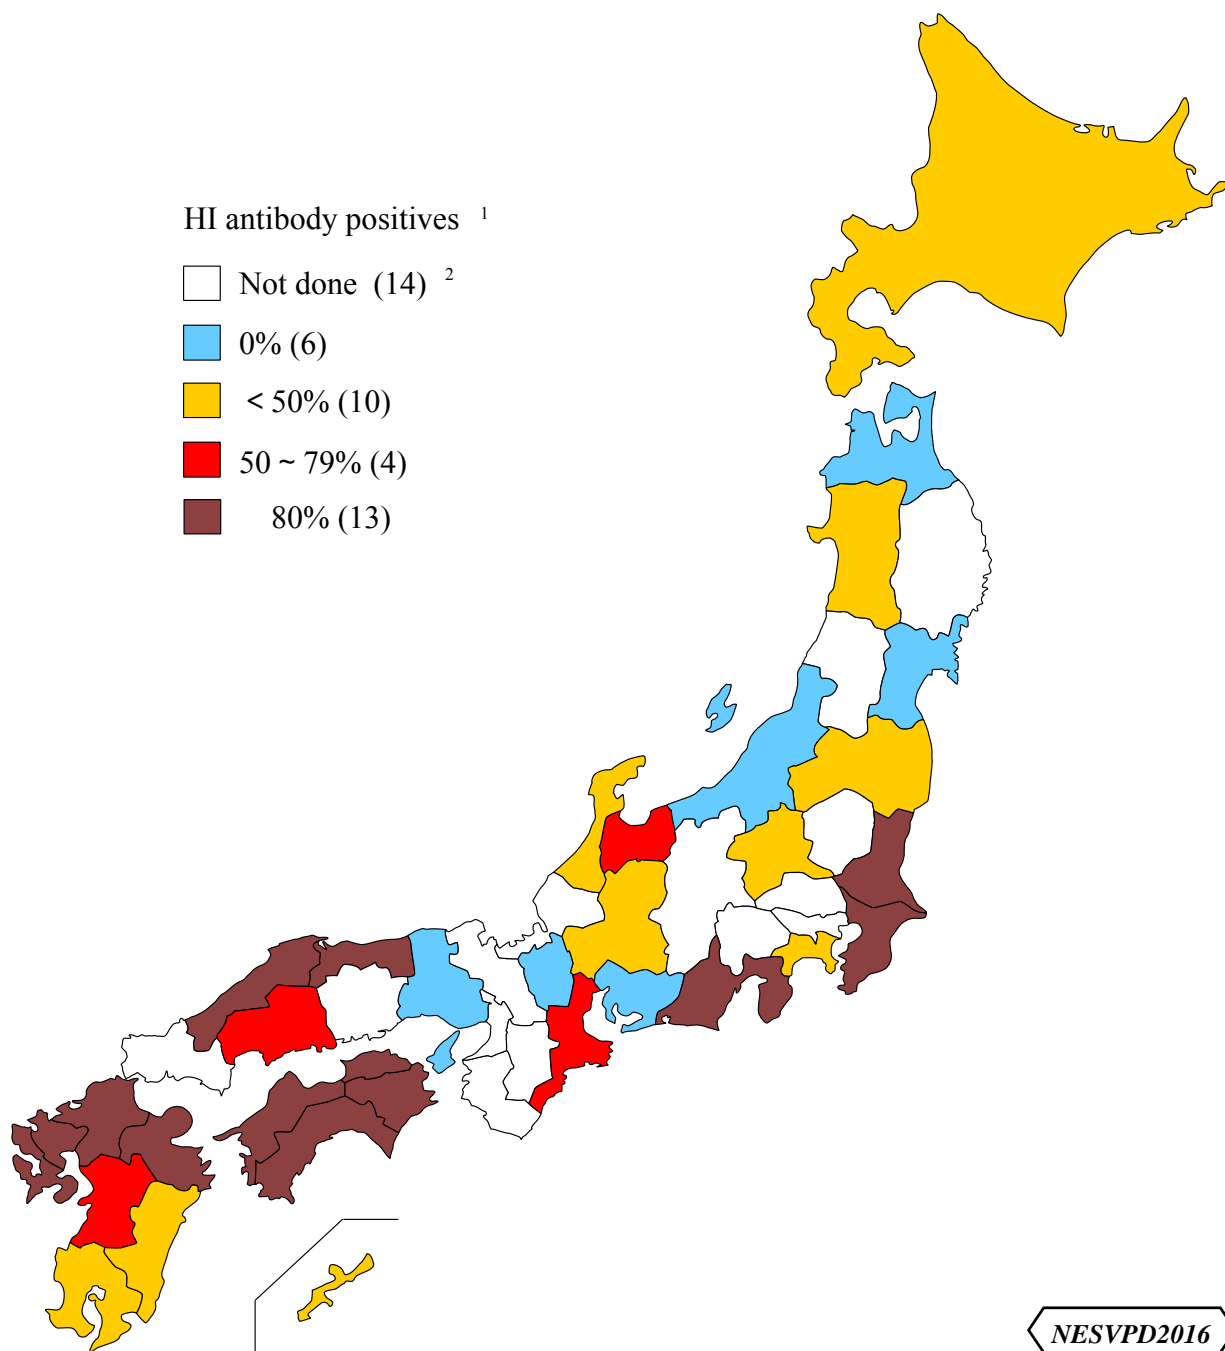 HI antibody positives 1
Not done (14) 2
0% (6)
< 50% (10)
50 ~ 79% (4)
80% (13)
NESVPD2016